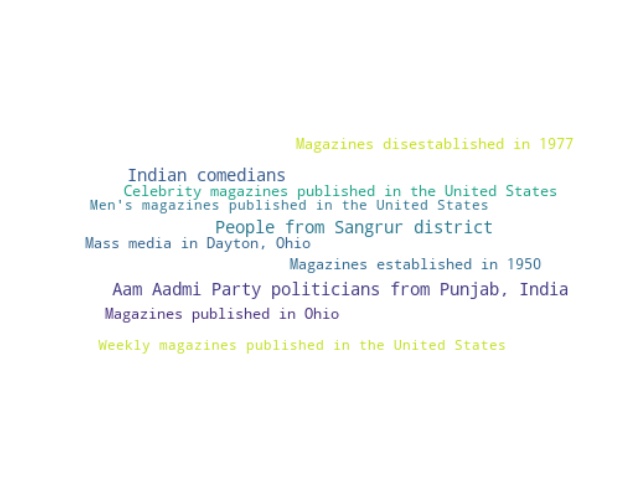 Magazines disestablished in 1977
Indian comedians
Celebrity magazines published in the United States
Men's magazines published in the United States
People from Sangrur district
Mass media in Dayton, Ohio
Magazines established in 1950
Aam Aadmi Party politicians from Punjab, India
Magazines published in Ohio
Weekly magazines published in the United States